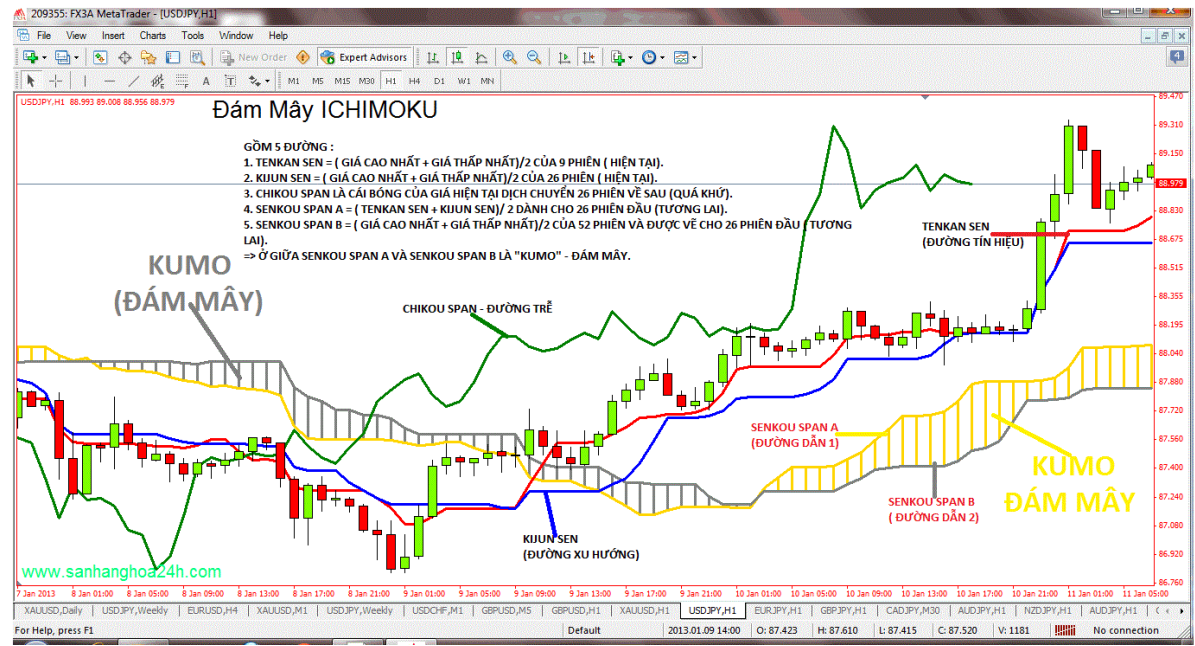 209355: FX3A MetaTrader - [USDJPY,H1]
File View Insert Charts Tools Window Help
New Order Expert Advisors 4
A T M1 M5 M15 M30 H1 H4 D1 W1 MN
USDJPY,H1 88.993 89.008 88.956 88.979
Đám Mây ICHIMOKU
GỒM 5 ĐƯỜNG :
1. TENKAN SEN = ( GIÁ CAO NHẤT + GIÁ THẤP NHẤT)/2 CỦA 9 PHIÊN ( HIỆN TẠI).
2. KIJUN SEN = ( GIÁ CAO NHẤT + GIÁ THẤP NHẤT)/2 CỦA 26 PHIÊN ( HIỆN TẠI).
3. CHIKOU SPAN LÀ CÁI BÓNG CỦA GIÁ HIỆN TẠI DỊCH CHUYỂN 26 PHIÊN VỀ SAU (QUÁ KHỨ).
4. SENKOU SPAN A = ( TENKAN SEN + KIJUN SEN)/ 2 DÀNH CHO 26 PHIÊN ĐẦU (TƯƠNG LAI).
5. SENKOU SPAN B = ( GIÁ CAO NHẤT + GIÁ THẤP NHẤT)/2 CỦA 52 PHIÊN VÀ ĐƯỢC VẼ CHO 26 PHIÊN ĐẦU ( TƯƠNG
LAI).
=> Ở GIỮA SENKOU SPAN A VÀ SENKOU SPAN B LÀ "KUMO" - ĐÁM MÂY.
KUMO
(ĐÁM MÂY)
CHIKOU SPAN - ĐƯỜNG TRỄ
TENKAN SEN
(ĐƯỜNG TÍN HIỆU)
SENKOU SPAN A
(ĐƯỜNG DẪN 1)
KUMO
ĐÁM MÂY
SENKOU SPAN B
( ĐƯỜNG DẪN 2)
KIJUN SEN
(ĐƯỜNG XU HƯỚNG)
www.sanhanghoa24h.com
89.470
89.310
89.150
88.979
88.830
88.675
88.515
88.355
88.195
88.040
87.880
87.720
87.560
87.400
87.240
87.080
86.920
86.760
7 Jan 2013 8 Jan 01:00 8 Jan 05:00 8 Jan 09:00 8 Jan 13:00 8 Jan 17:00 8 Jan 21:00 9 Jan 01:00 9 Jan 05:00 9 Jan 09:00 9 Jan 13:00 9 Jan 17:00 9 Jan 21:00 10 Jan 01:00 10 Jan 05:00 10 Jan 09:00 10 Jan 13:00 10 Jan 17:00 10 Jan 21:00 11 Jan 01:00 11 Jan 05:00
XAUUSD,Daily USDJPY,Weekly EURUSD,H4 XAUUSD,M1 USDJPY,Weekly USDCHF,M1 GBPUSD,M5 GBPUSD,H1 XAUUSD,H1 USDJPY,H1 EURJPY,H1 GBPJPY,H1 CADJPY,M30 AUDJPY,H1 NZDJPY,H1 AUDJPY,H1
For Help, press F1 Default 2013.01.09 14:00 O: 87.423 H: 87.610 L: 87.415 C: 87.520 V: 1181 No connection